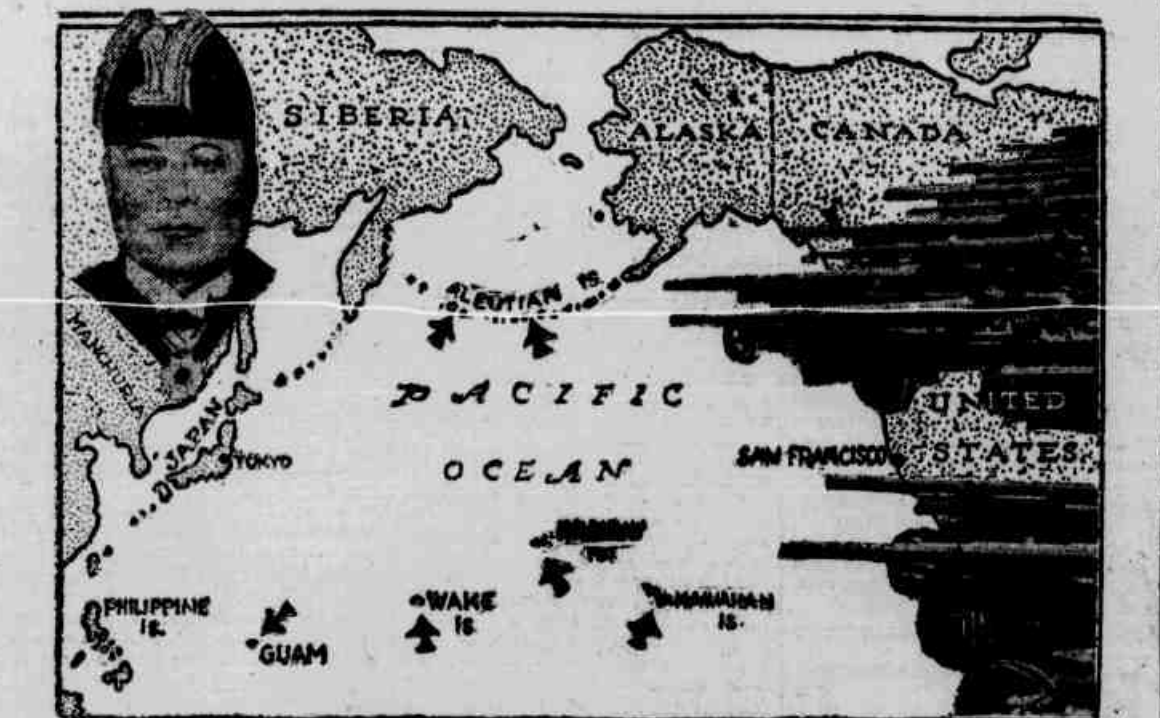 SIBERIA
ALASKA
CANADA
ALEUTIAN IS.
MANCHURIA
PACIFIC
UNITED
JAPAN
TOKYO
OCEAN
SAN FRANCISCO
STATES
PHILIPPINE
IS.
WAKE
IS.
IS.
GUAM